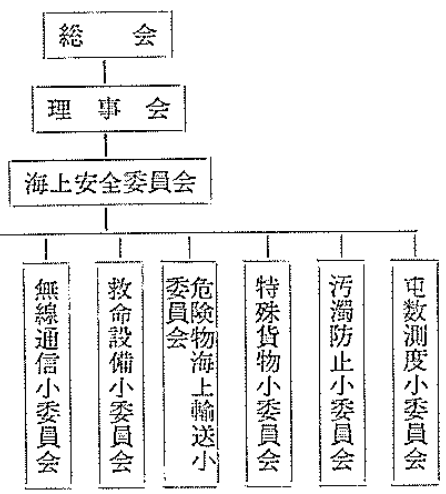 総会
理事会
海上安全委員会
屯数測度小委員会
汚濁防止小委員会
特殊貨物小委員会
危険物海上輸送小
委員会
救命設備小委員会
無線通信小委員会